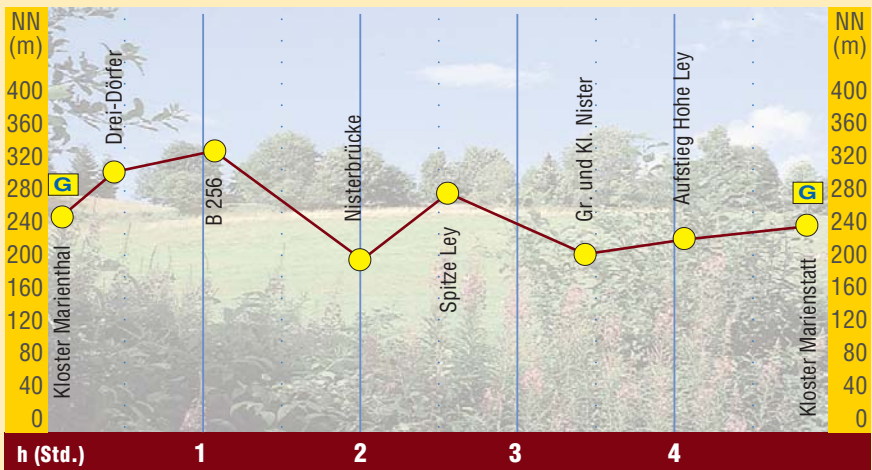 NN
(m)
400
360
320
280
240
200
160
120
80
40
0
G
Kloster Marienthal
Drei-Dörfer
B 256
Nisterbrücke
Spitze Ley
Gr. und Kl. Nister
Aufstieg Hohe Ley
G
Kloster Marienstatt
NN
(m)
400
360
320
280
240
200
160
120
80
40
0
h (Std.) 1 2 3 4